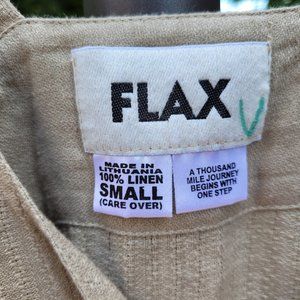 FLAX
MADE IN
LITHUANIA
100% LINEN
SMALL
(CARE OVER)
A THOUSAND
MILE JOURNEY
BEGINS WITH
ONE STEP